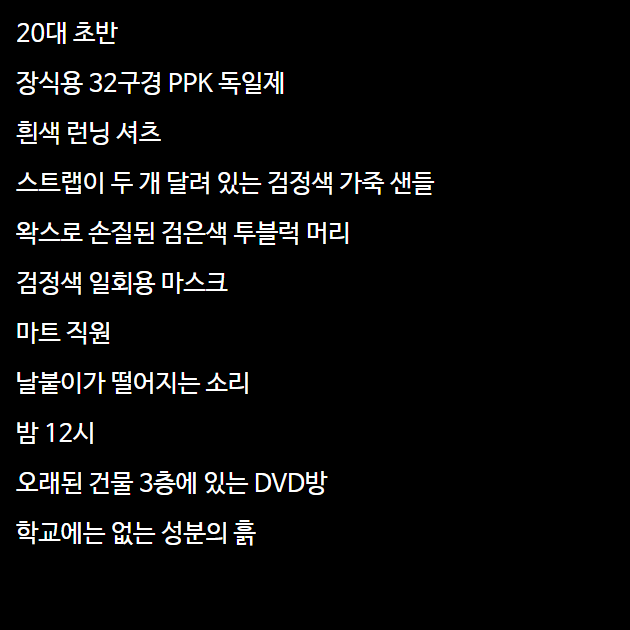 20대 초반
장식용 32구경 PPK 독일제
흰색 런닝 셔츠
스트랩이 두 개 달려 있는 검정색 가죽 샌들
왁스로 손질된 검은색 투블럭 머리
검정색 일회용 마스크
마트 직원
날붙이가 떨어지는 소리
밤 12시
오래된 건물 3층에 있는 DVD방
학교에는 없는 성분의 흙